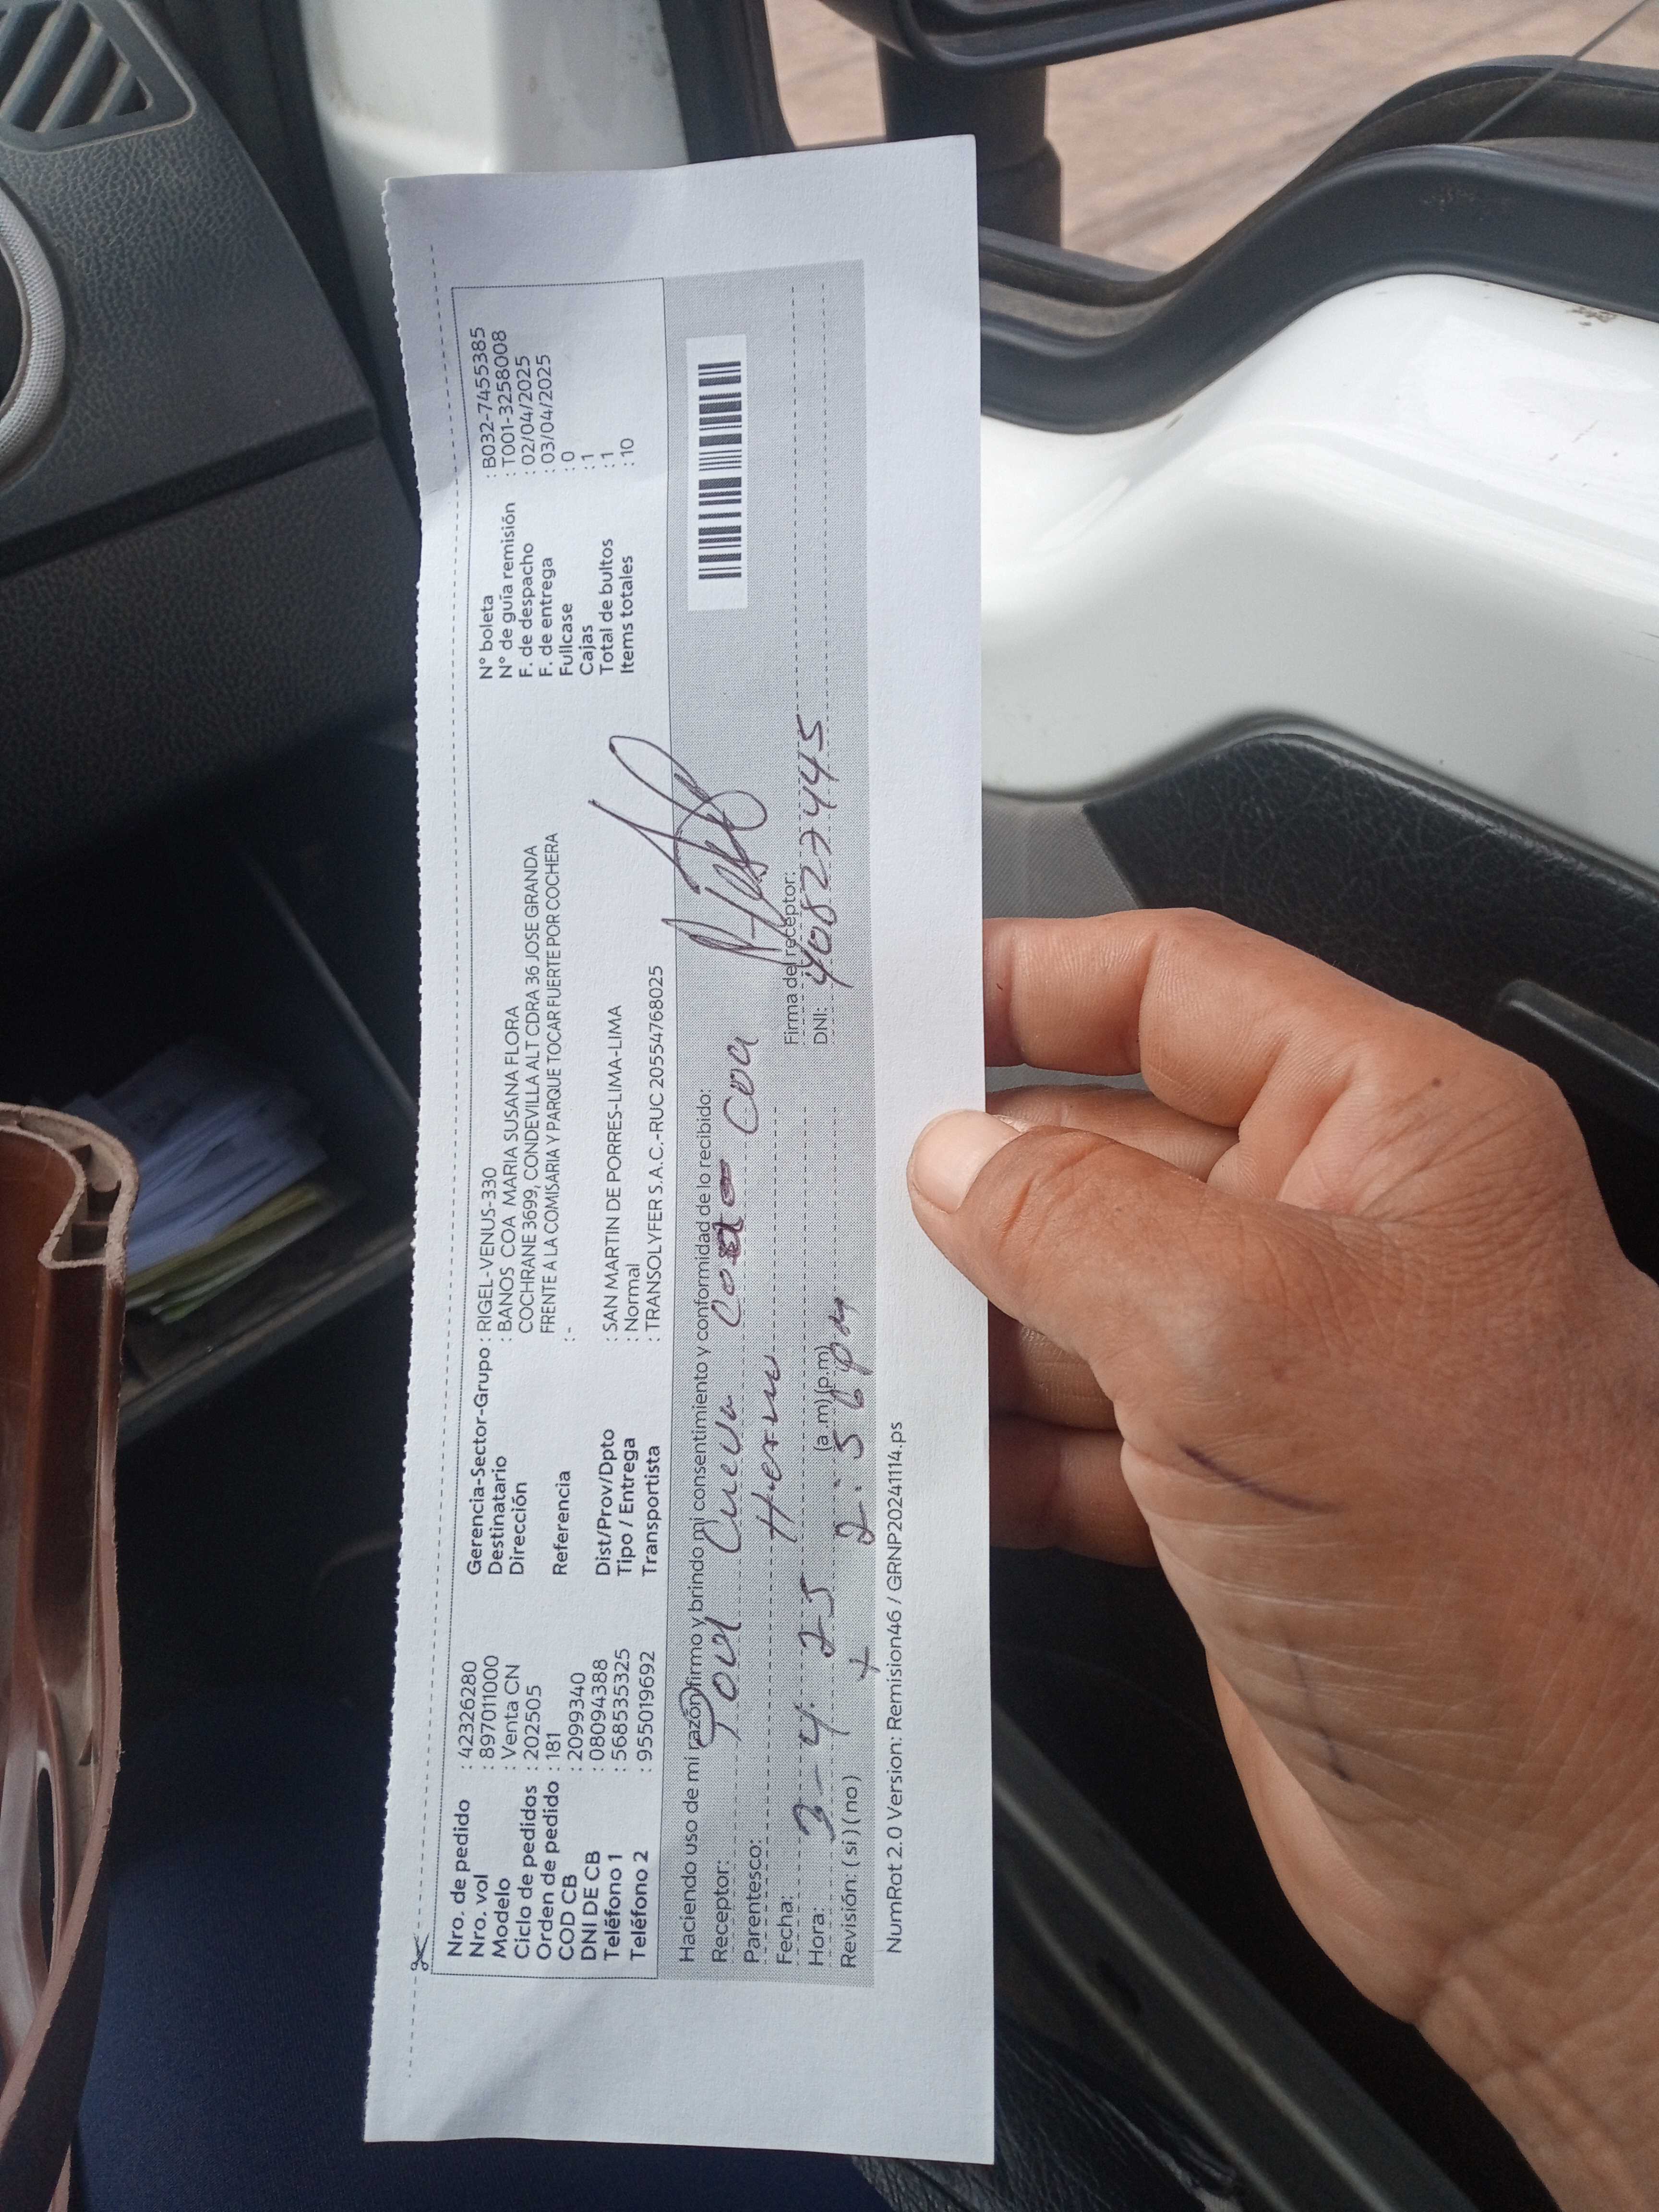 Nro. de pedido : 42326280
Nro. vol : 897011000
Modelo : Venta CN
Ciclo de pedidos : 202505
Orden de pedido : 181
COD CB : 2099340
DNI DE CB : 08094388
Teléfono 1 : 568535325
Teléfono 2 : 955019692
Gerencia-Sector-Grupo : RIGEL-VENUS-330
Destinatario : BANOS COA MARIA SUSANA FLORA
Dirección COCHRANE 3699, CONDEVILLA ALT CDRA 36 JOSE GRANDA
FRENTE A LA COMISARIA Y PARQUE TOCAR FUERTE POR COCHERA
Referencia : -
Dist/Prov/Dpto : SAN MARTIN DE PORRES-LIMA-LIMA
Tipo / Entrega : Normal
Transportista : TRANSOLYFER S.A.C.-RUC 20554768025
N° boleta : B032-7455385
N° de guía remisión : T001-3258008
F. de despacho : 02/04/2025
F. de entrega : 03/04/2025
Fullcase : 0
Cajas : 1
Total de bultos : 1
Items totales : 10
Haciendo uso de mi razón firmo y brindo mi consentimiento y conformidad de lo recibido:
Receptor: Cueva Coa
Parentesco:
Fecha: 3-4-25
Hora: 2:56 pm (a.m)(p.m)
Revisión: ( si ) ( no )
Firma del receptor:
DNI: 40827445
NumRot 2.0 Version: Remision46 / GRNP20241114.ps